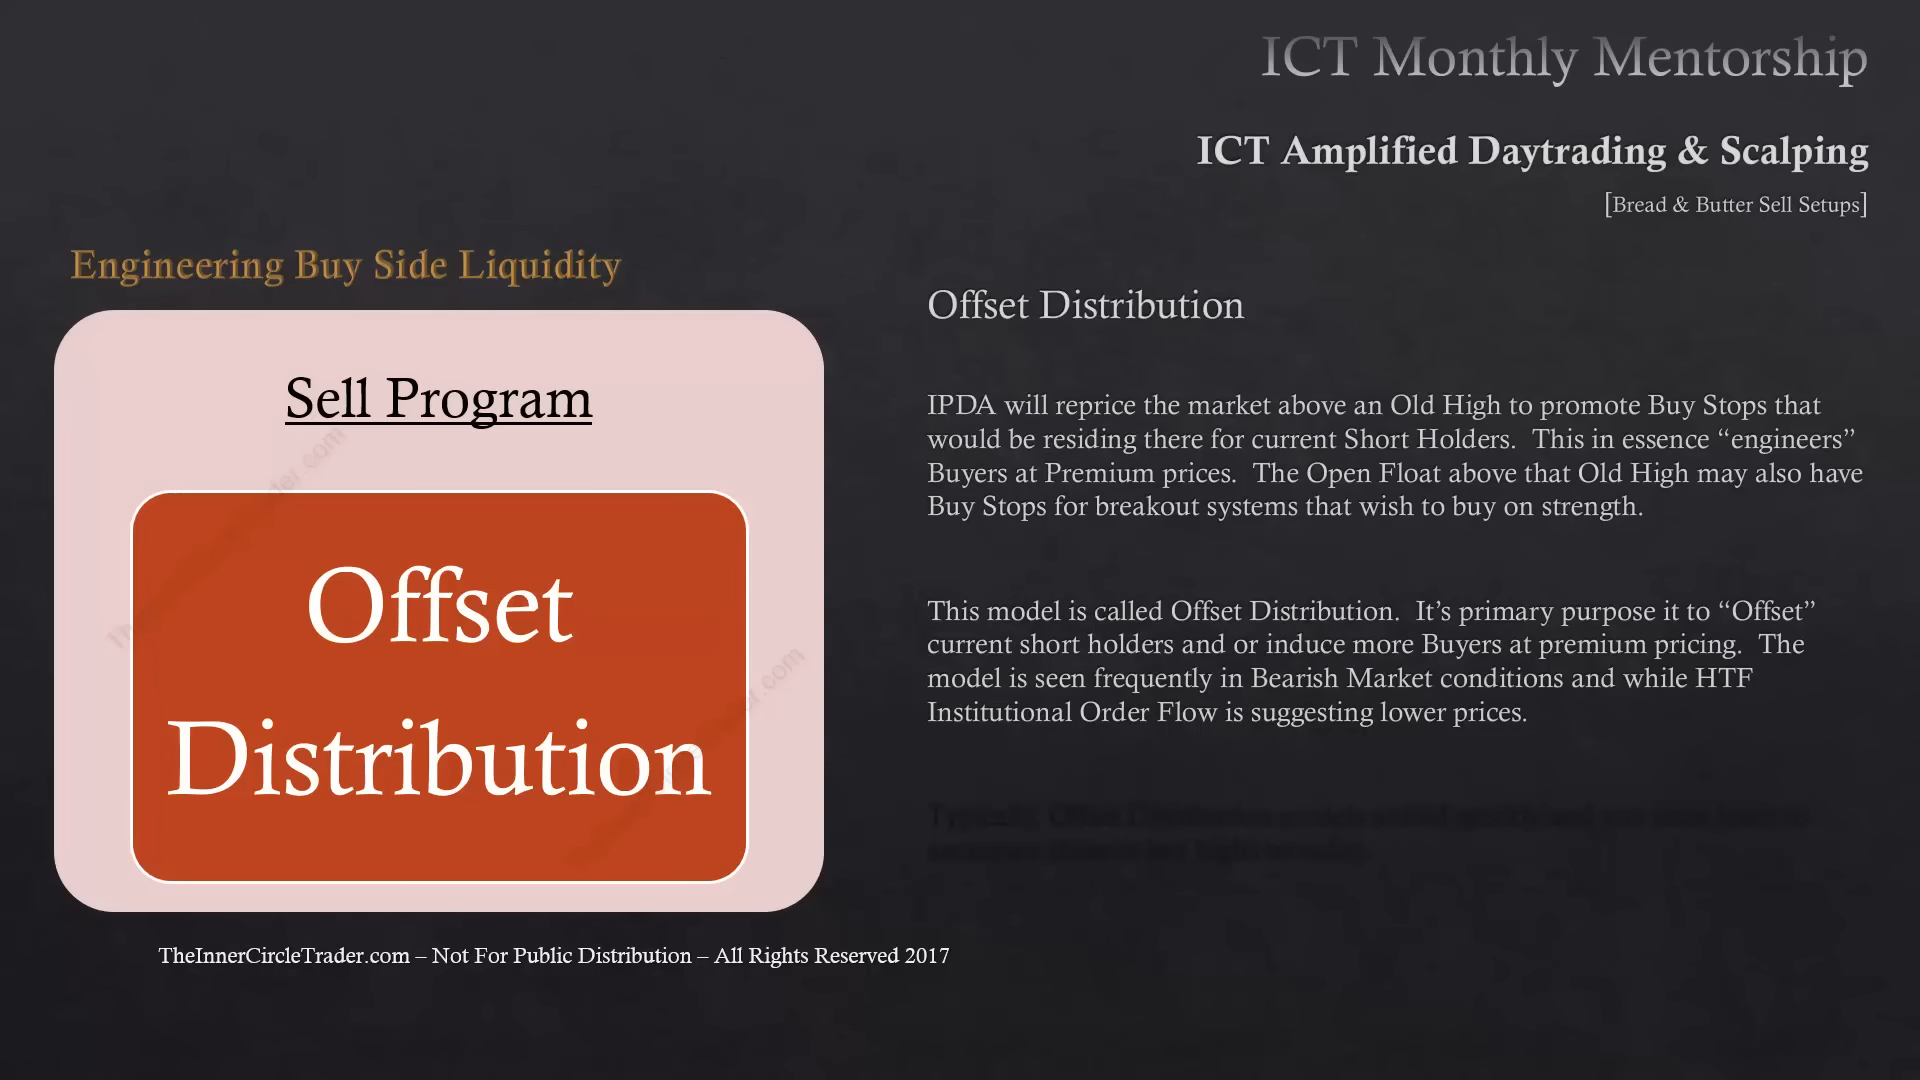 ICT Monthly Mentorship
ICT Amplified Daytrading & Scalping
[Bread & Butter Sell Setups]
Engineering Buy Side Liquidity
Sell Program
Offset
Distribution
Offset Distribution
IPDA will reprice the market above an Old High to promote Buy Stops that
would be residing there for current Short Holders.  This in essence “engineers”
Buyers at Premium prices.  The Open Float above that Old High may also have
Buy Stops for breakout systems that wish to buy on strength.
This model is called Offset Distribution.  It’s primary purpose it to “Offset”
current short holders and or induce more Buyers at premium pricing.  The
model is seen frequently in Bearish Market conditions and while HTF
Institutional Order Flow is suggesting lower prices.
Typically, Offset Distribution
TheInnerCircleTrader.com – Not For Public Distribution – All Rights Reserved 2017